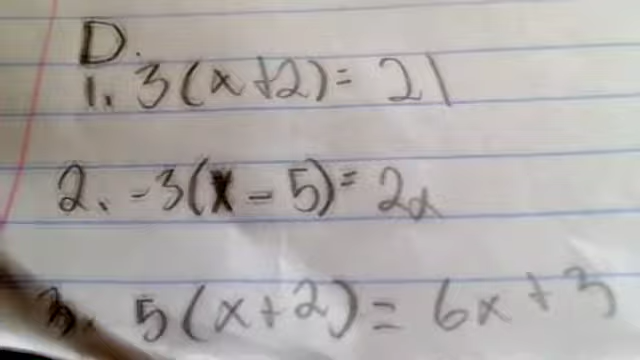 D.
1. 3(x+2)= 21
2. -3(x-5)= 2x
3. 5(x+2)= 6x+3